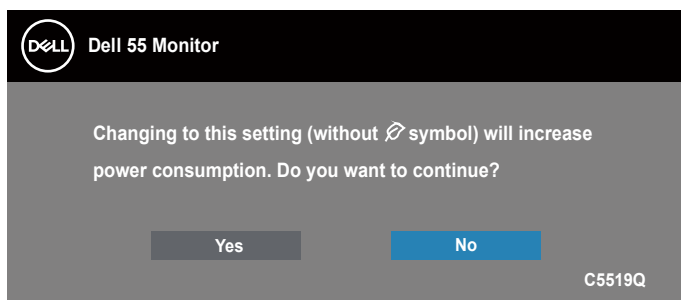 DELL Dell 55 Monitor
Changing to this setting (without symbol) will increase
power consumption. Do you want to continue?
Yes No
C5519Q